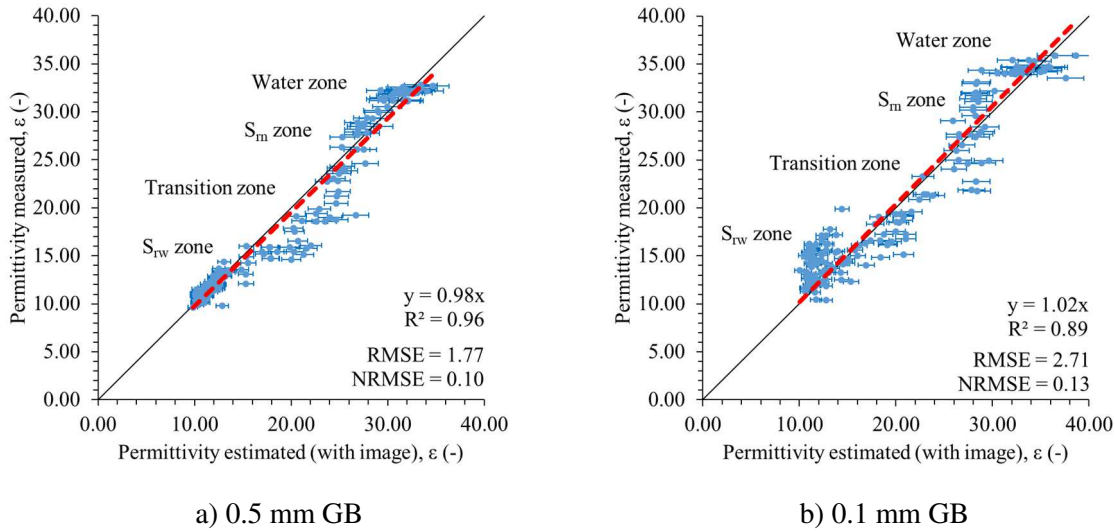 40.00
35.00
30.00
25.00
20.00
15.00
10.00
5.00
0.00
0.00 10.00 20.00 30.00 40.00
Permittivity measured, ε (-)
Permittivity estimated (with image), ε (-)
Water zone
Srn zone
Transition zone
Srw zone
y = 0.98x
R² = 0.96
RMSE = 1.77
NRMSE = 0.10
a) 0.5 mm GB
40.00
35.00
30.00
25.00
20.00
15.00
10.00
5.00
0.00
0.00 10.00 20.00 30.00 40.00
Permittivity measured, ε (-)
Permittivity estimated (with image), ε (-)
Water zone
Srn zone
Transition zone
Srw zone
y = 1.02x
R² = 0.89
RMSE = 2.71
NRMSE = 0.13
b) 0.1 mm GB